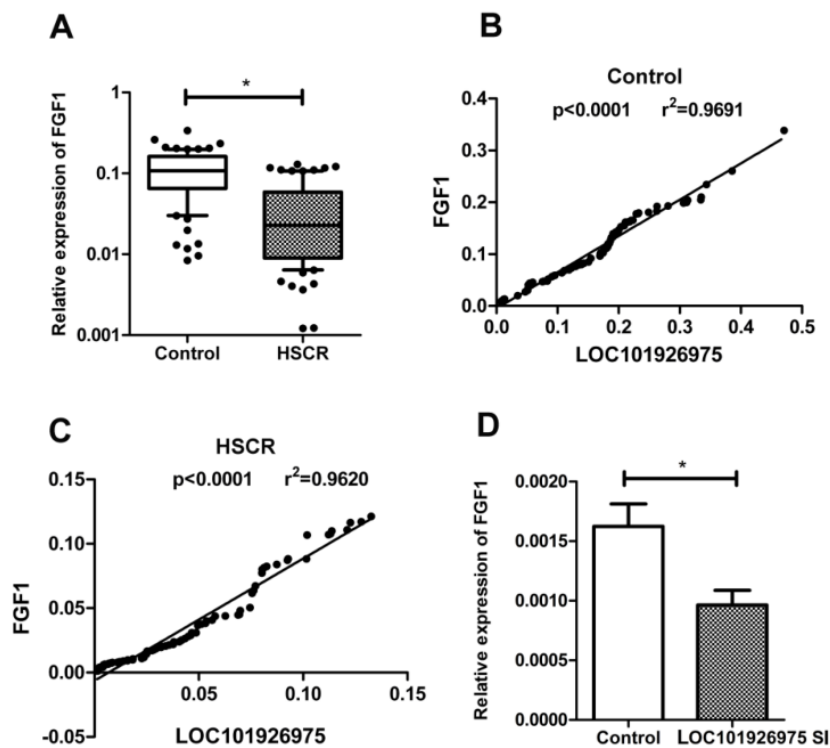 A
*
Relative expression of FGF1
1
0.1
0.01
0.001
Control
HSCR
B
Control
p<0.0001 r²=0.9691
FGF1
0.4
0.3
0.2
0.1
0.0
0.0 0.1 0.2 0.3 0.4 0.5
LOC101926975
C
HSCR
p<0.0001 r²=0.9620
FGF1
0.15
0.10
0.05
0.00
-0.05
0.05 0.10 0.15
LOC101926975
D
*
Relative expression of FGF1
0.0020
0.0015
0.0010
0.0005
0.0000
Control
LOC101926975 SI